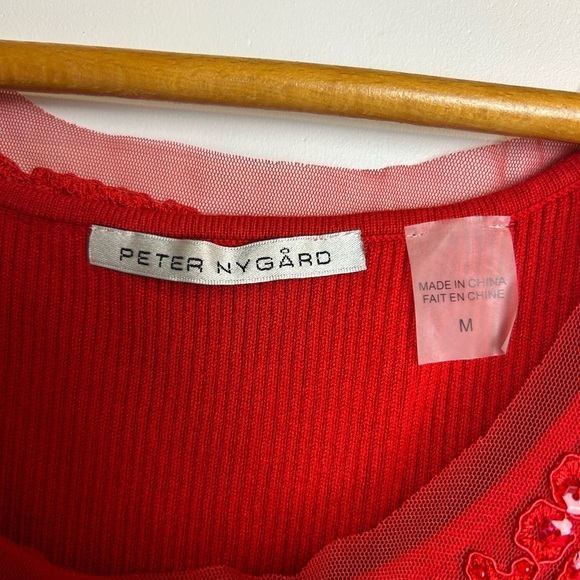 PETER NYGÅRD
MADE IN CHINA
FAIT EN CHINE
M